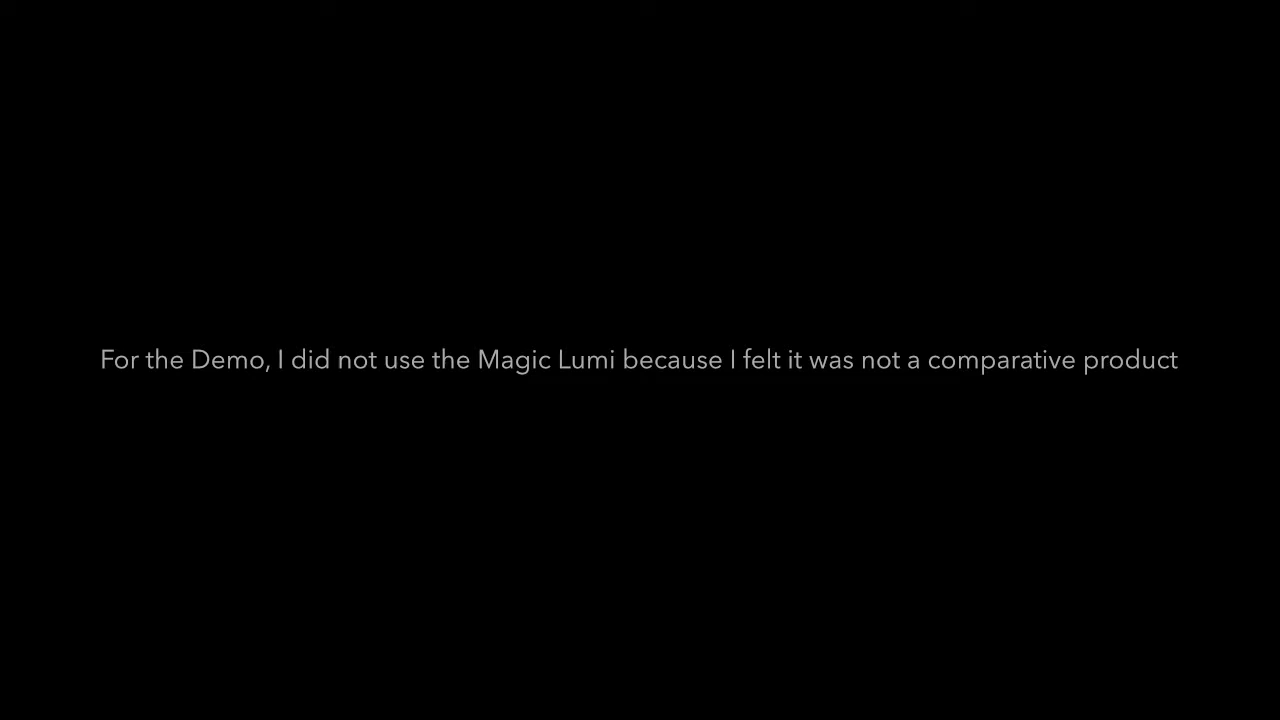 For the Demo, I did not use the Magic Lumi because I felt it was not a comparative product